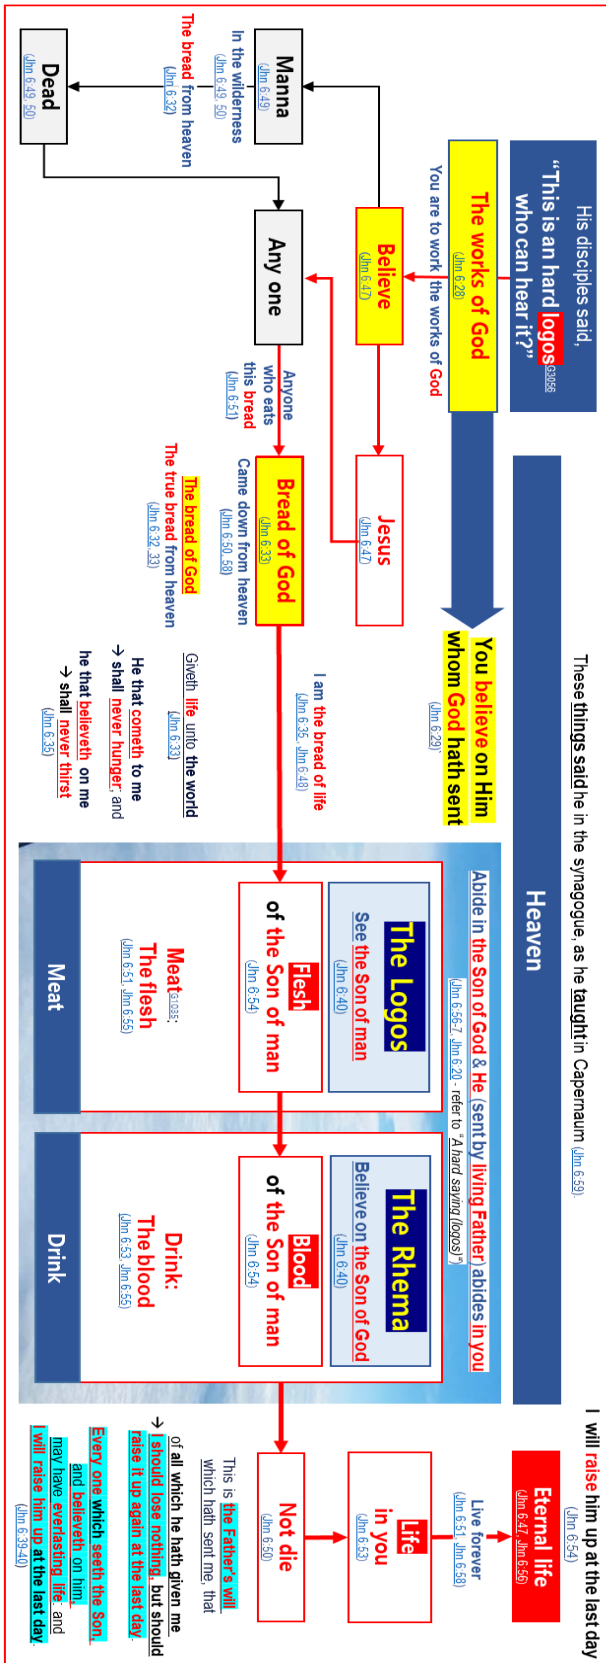 These things said he in the synagogue, as he taught in Capernaum (Jhn 6:59).
I will raise him up at the last day
(Jhn 6:54)
His disciples said,
“This is an hard logosG3056
who can hear it?”
Heaven
Eternal life
(Jhn 6:47, Jhn 6:56)
The works of God
(Jhn 6:28)
You are to work the works of God
You believe on Him
whom God hath sent
(Jhn 6:29)`
Abide in the Son of God & He (sent by living Father) abides in you
(Jhn 6:56-7, Jhn 6:20 - refer to “A hard saying (logos)”)
Live forever
(Jhn 6:51, Jhn 6:58)
Believe
(Jhn 6:47)
Jesus
(Jhn 6:47)
The Logos
See the Son of man
(Jhn 6:40)
The Rhema
Believe on the Son of God
(Jhn 6:40)
Life
in you
(Jhn 6:53)
Manna
(Jhn 6:49)
In the wilderness
(Jhn 6:49, 50)
The bread from heaven
(Jhn 6:32)
Dead
(Jhn 6:49, 50)
Any one
Anyone
who eats
this bread
(Jhn 6:51)
Bread of God
(Jhn 6:33)
Came down from heaven
(Jhn 6:50, 58)
The bread of God
The true bread from heaven
(Jhn 6:32, 33)
I am the bread of life
(Jhn 6:35, Jhn 6:48)
Giveth life unto the world
(Jhn 6:33)
He that cometh to me
→ shall never hunger; and
he that believeth on me
→ shall never thirst
(Jhn 6:35)
Flesh
of the Son of man
(Jhn 6:54)
Meat G1035:
The flesh
(Jhn 6:51, Jhn 6:55)
Meat
Blood
of the Son of man
(Jhn 6:54)
Drink:
The blood
(Jhn 6:53, Jhn 6:55)
Drink
Not die
(Jhn 6:50)
This is the Father's will
which hath sent me, that
of all which he hath given me
→ I should lose nothing, but should
raise it up again at the last day.
Every one which seeth the Son,
and believeth on him,
may have everlasting life: and
I will raise him up at the last day.
(Jhn 6:39-40)